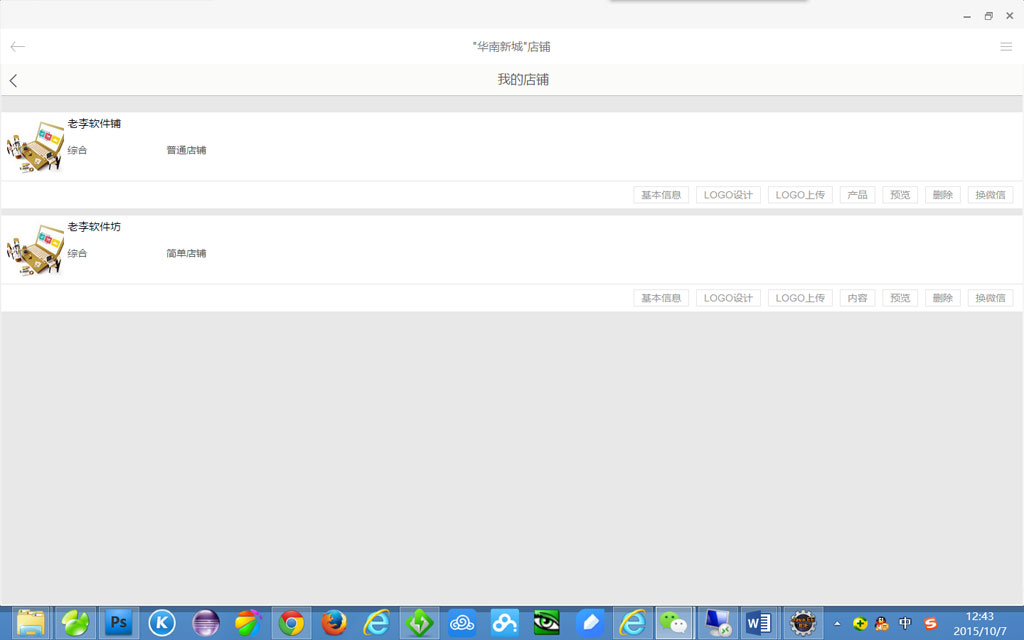 "华南新城"店铺
我的店铺
老李软件铺
综合 普通店铺
基本信息 LOGO设计 LOGO上传 产品 预览 删除 换微信
老李软件坊
综合 简单店铺
基本信息 LOGO设计 LOGO上传 内容 预览 删除 换微信
Ps K W 中 S 12:43
2015/10/7